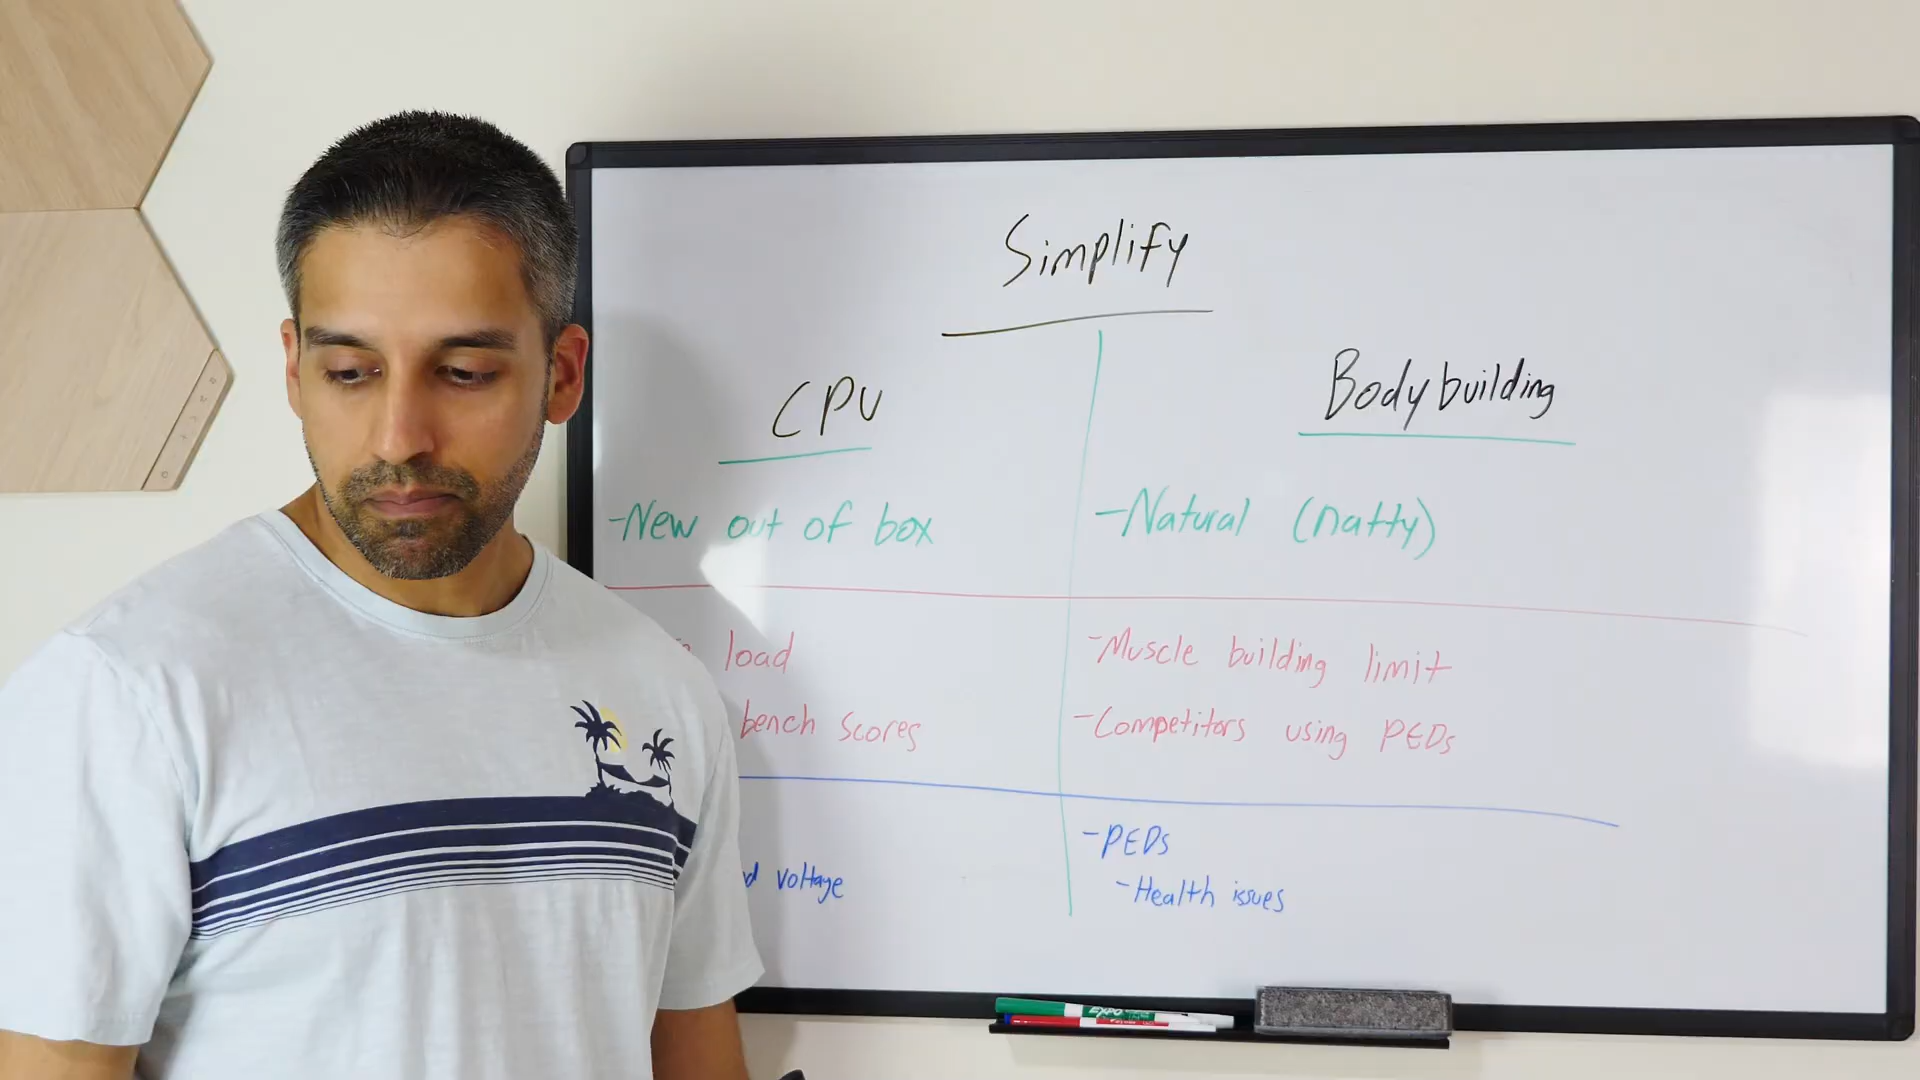 Simplify
CPU
-New out of box
load
bench scores
voltage
Bodybuilding
-Natural (natty)
-Muscle building limit
-Competitors using PEDs
-PEDs
-Health issues
EXPO